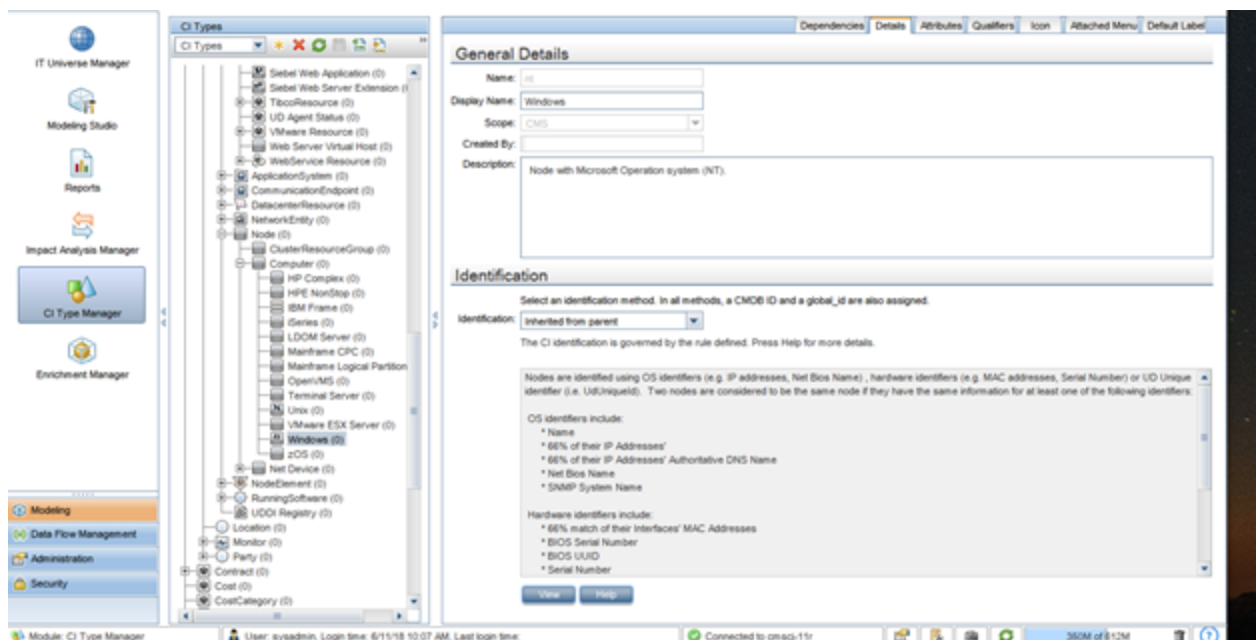 IT Universe Manager
Modeling Studio
Reports
Impact Analysis Manager
CI Type Manager
Enrichment Manager
Modeling
Data Flow Management
Administration
Security
CI Types
CI Types
Siebel Web Application (0)
Siebel Web Server Extension (
TibcoResource (0)
UD Agent Status (0)
VMware Resource (0)
Web Server Virtual Host (0)
WebService Resource (0)
ApplicationSystem (0)
CommunicationEndpoint (0)
DatacenterResource (0)
NetworkEntity (0)
Node (0)
ClusterResourceGroup (0)
Computer (0)
HP Complex (0)
HPE NonStop (0)
IBM Frame (0)
iSeries (0)
LDOM Server (0)
Mainframe CPC (0)
Mainframe Logical Partition
OpenVMS (0)
Terminal Server (0)
Unix (0)
VMware ESX Server (0)
Windows (0)
zOS (0)
Net Device (0)
NodeElement (0)
RunningSoftware (0)
UDDI Registry (0)
Location (0)
Monitor (0)
Party (0)
Contract (0)
Cost (0)
CostCategory (0)
Dependencies Details Attributes Qualifiers Icon Attached Menu Default Label
General Details
Name: nt
Display Name: Windows
Scope: CMS
Created By:
Description: Node with Microsoft Operation system (NT).
Identification
Select an identification method. In all methods, a CMDB ID and a global_id are also assigned.
Identification: Inherited from parent
The CI identification is governed by the rule defined. Press Help for more details.
Nodes are identified using OS identifiers (e.g. IP addresses, Net Bios Name) , hardware identifiers (e.g. MAC addresses, Serial Number) or UD Unique
identifier (i.e. UdUniqueId). Two nodes are considered to be the same node if they have the same information for at least one of the following identifiers:
OS identifiers include:
* Name
* 66% of their IP Addresses'
* 66% of their IP Addresses' Authoritative DNS Name
* Net Bios Name
* SNMP System Name
Hardware identifiers include:
* 66% match of their Interfaces' MAC Addresses
* BIOS Serial Number
* BIOS UUID
* Serial Number
View Help
Module: CI Type Manager
User: sysadmin, Login time: 6/11/18 10:07 AM, Last login time:
Connected to cmsci-11r
360M of 612M